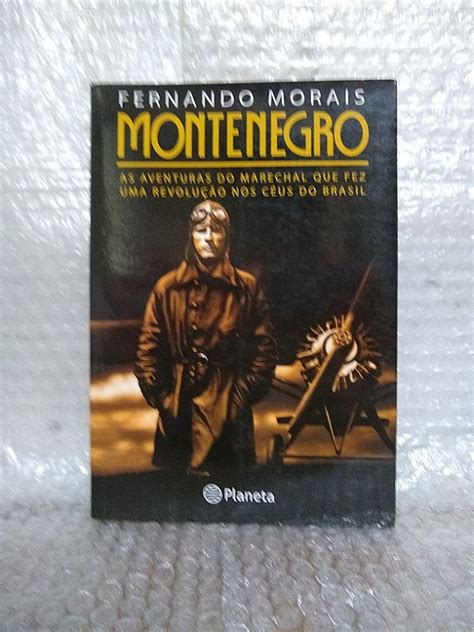 FERNANDO MORAIS
MONTENEGRO
AS AVENTURAS DO MARECHAL QUE FEZ
UMA REVOLUÇÃO NOS CÉUS DO BRASIL
Planeta